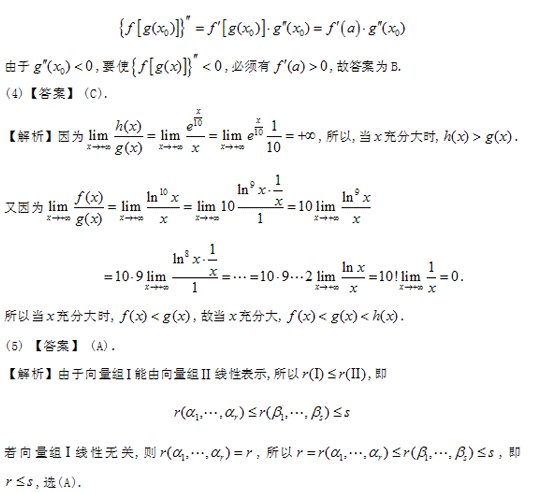 {f[g(x₀)]}″ = f′[g(x₀)]·g″(x₀) = f′(a)·g″(x₀)
由于 g″(x₀) < 0, 要使{f[g(x)]}″ < 0, 必须有 f′(a) > 0, 故答案为 B.
(4)【答案】(C).
【解析】因为 lim_{x→+∞} h(x)/g(x) = lim_{x→+∞} e^{x/10}/x = lim_{x→+∞} e^{x/10} 1/10 = +∞, 所以, 当 x 充分大时, h(x) > g(x).
又因为 lim_{x→+∞} f(x)/g(x) = lim_{x→+∞} ln¹⁰x/x = lim_{x→+∞} 10 (ln⁹x·1/x)/1 = 10 lim_{x→+∞} ln⁹x/x
= 10·9 lim_{x→+∞} (ln⁸x·1/x)/1 = ⋯ = 10·9⋯2 lim_{x→+∞} ln x/x = 10! lim_{x→+∞} 1/x = 0.
所以当 x 充分大时, f(x) < g(x), 故当 x 充分大, f(x) < g(x) < h(x).
(5)【答案】(A).
【解析】由于向量组 I 能由向量组 II 线性表示, 所以 r(I) ≤ r(II), 即
r(α₁,⋯,αᵣ) ≤ r(β₁,⋯,βₛ) ≤ s
若向量组 I 线性无关, 则 r(α₁,⋯,αᵣ) = r, 所以 r = r(α₁,⋯,αᵣ) ≤ r(β₁,⋯,βₛ) ≤ s, 即
r ≤ s, 选(A).